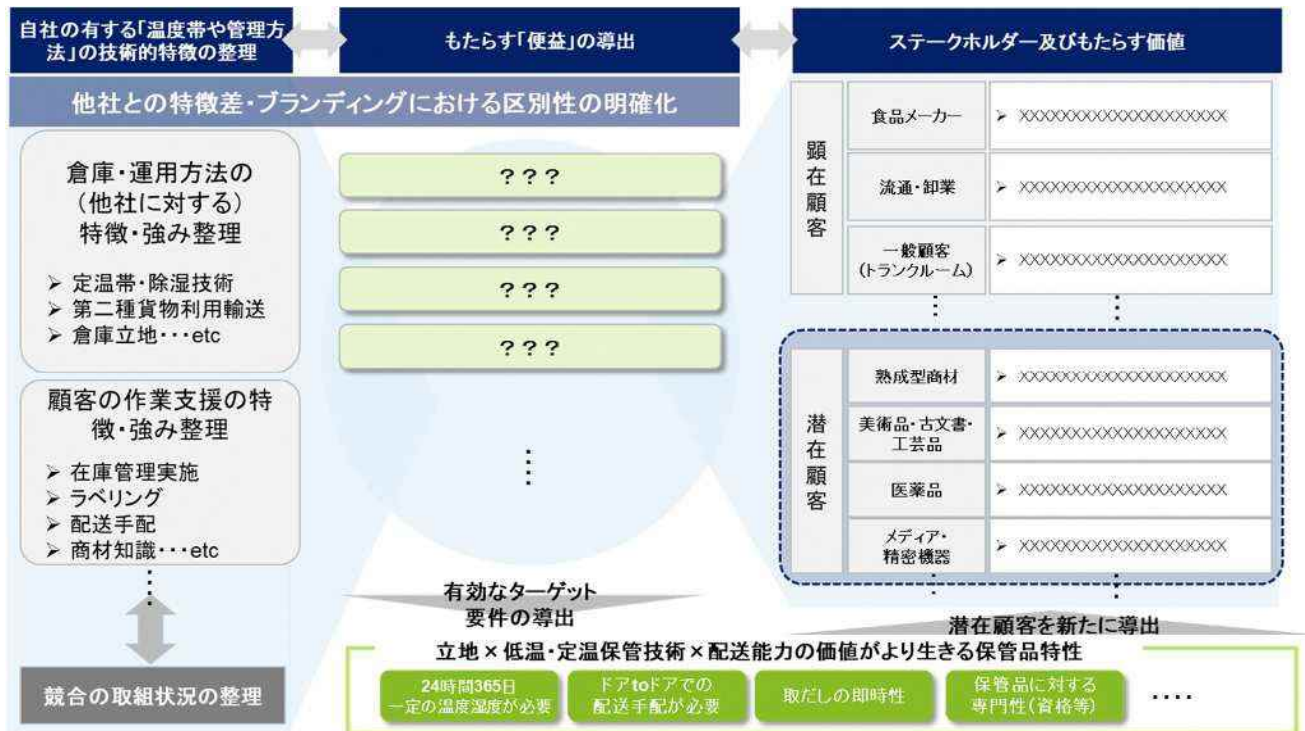 自社の有する「温度帯や管理方
法」の技術的特徴の整理
もたらす「便益」の導出
ステークホルダー及びもたらす価値
他社との特徴差・ブランディングにおける区別性の明確化
倉庫・運用方法の
(他社に対する)
特徴・強み整理
➢ 定温帯・除湿技術
➢ 第二種貨物利用輸送
➢ 倉庫立地・・・etc
顧客の作業支援の特
徴・強み整理
➢ 在庫管理実施
➢ ラベリング
➢ 配送手配
➢ 商材知識・・・etc
競合の取組状況の整理
???
???
???
???
有効なターゲット
要件の導出
顕在顧客
食品メーカー
➢ XXXXXXXXXXXXXXXXXXXX
流通・卸業
➢ XXXXXXXXXXXXXXXXXXXX
一般顧客
(トランクルーム)
➢ XXXXXXXXXXXXXXXXXXXX
潜在顧客
熟成型商材
➢ XXXXXXXXXXXXXXXXXXXX
美術品・古文書・
工芸品
➢ XXXXXXXXXXXXXXXXXXXX
医薬品
➢ XXXXXXXXXXXXXXXXXXXX
メディア・
精密機器
➢ XXXXXXXXXXXXXXXXXXXX
潜在顧客を新たに導出
立地×低温・定温保管技術×配送能力の価値がより生きる保管品特性
24時間365日
一定の温度湿度が必要
ドアtoドアでの
配送手配が必要
取だしの即時性
保管品に対する
専門性(資格等)
・・・・